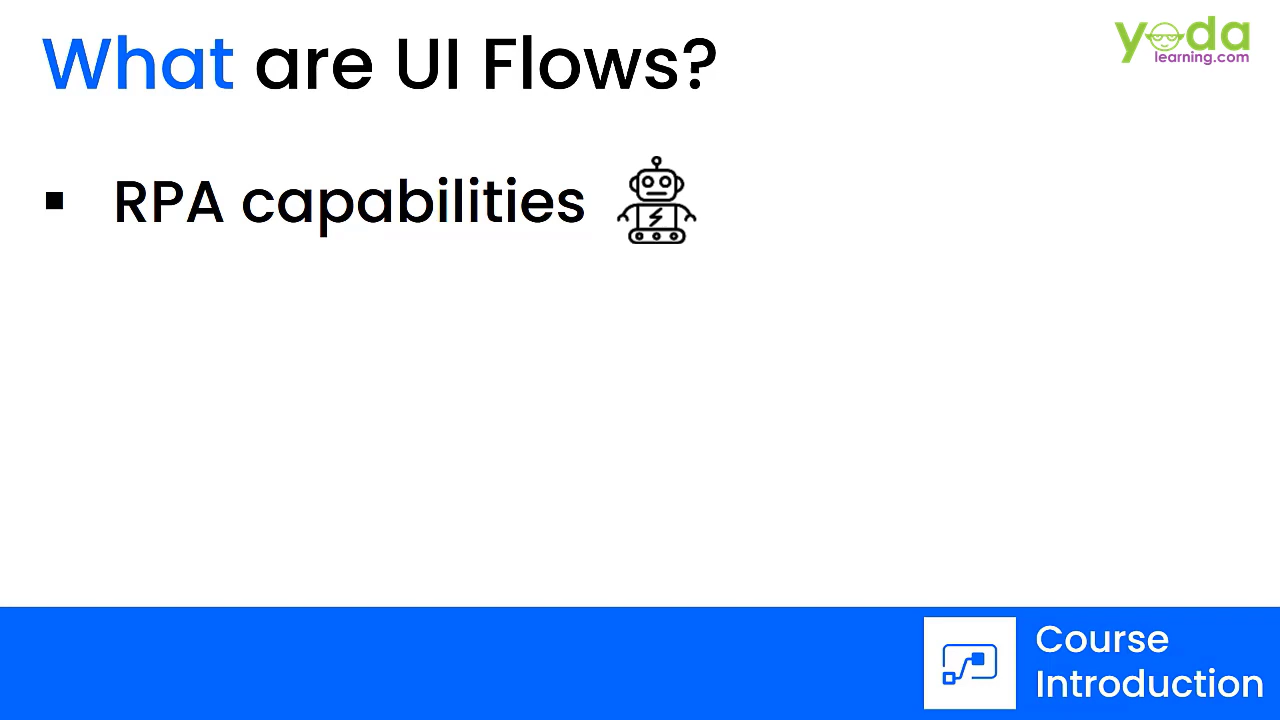 What are UI Flows?
yoda
learning.com
▪ RPA capabilities
Course
Introduction